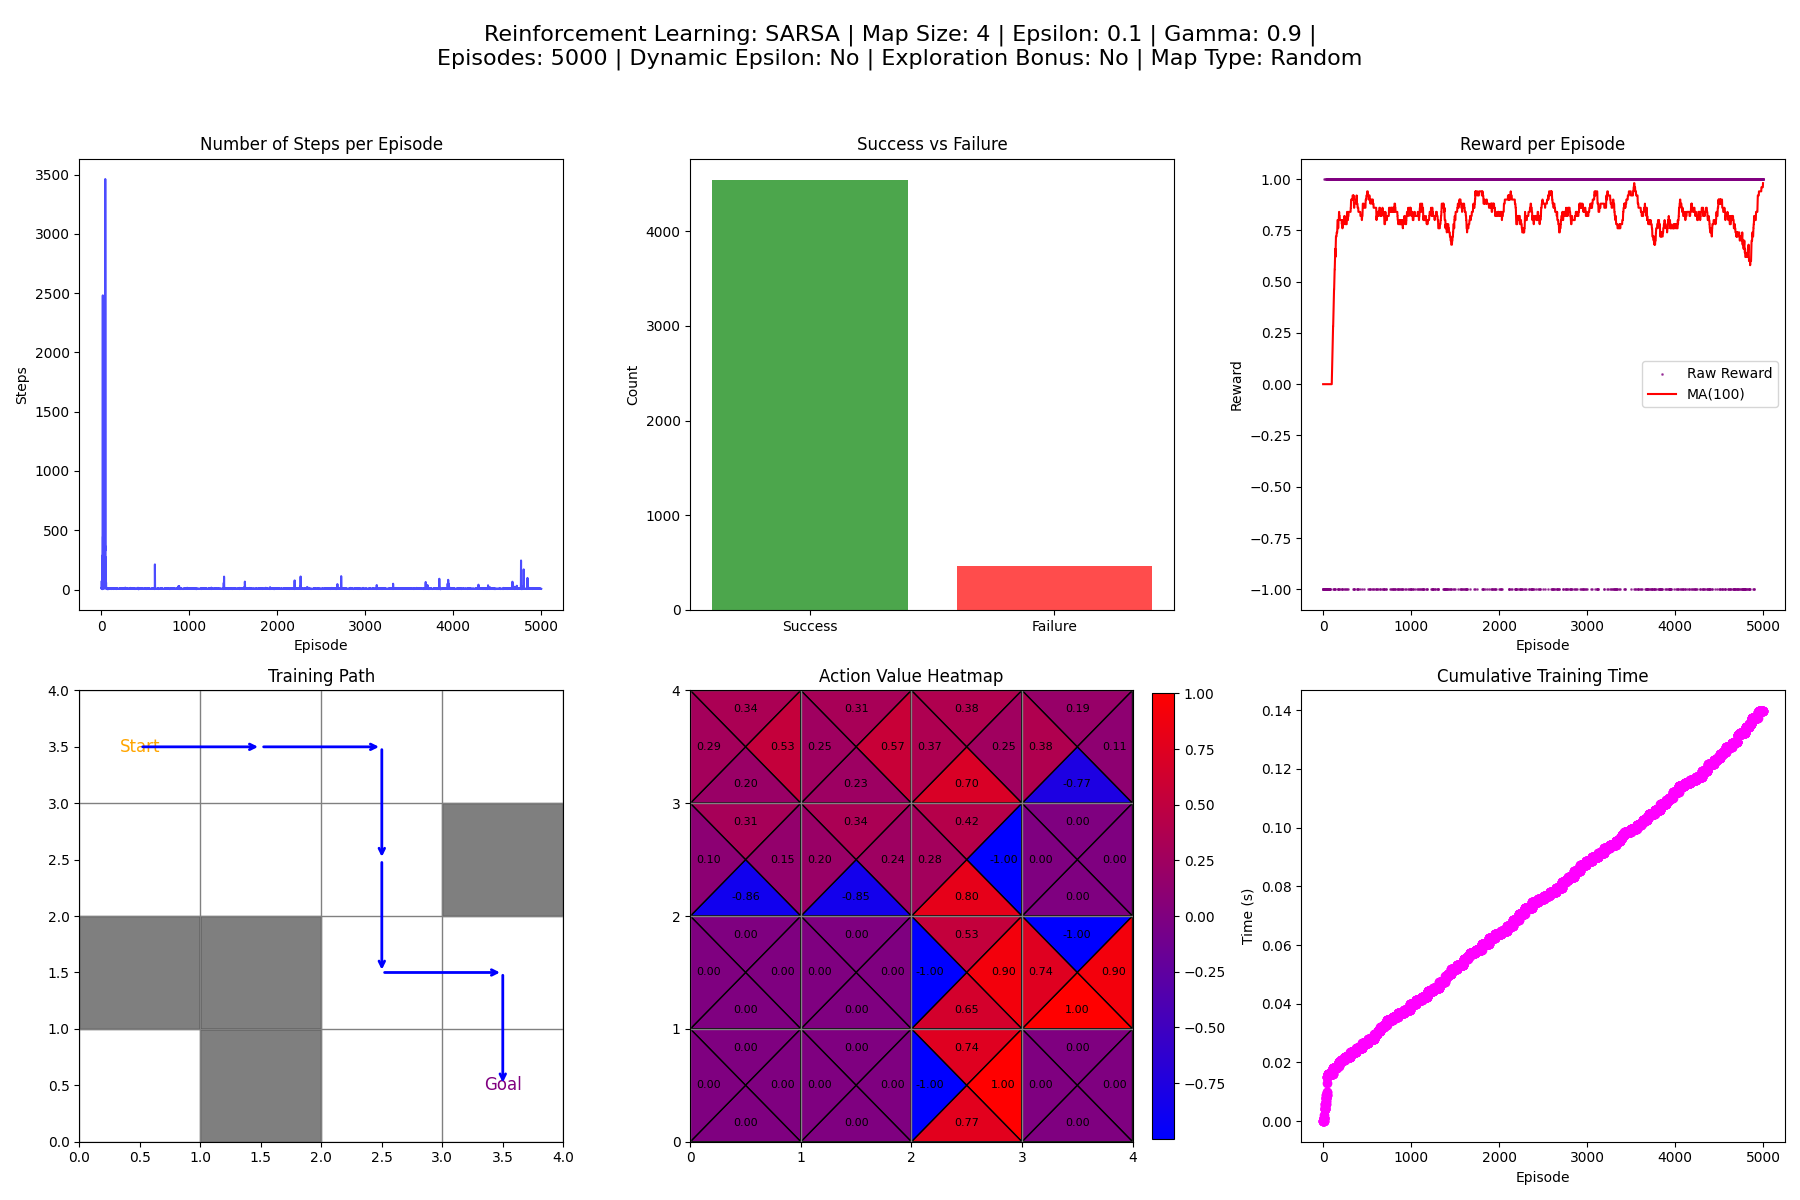 Reinforcement Learning: SARSA | Map Size: 4 | Epsilon: 0.1 | Gamma: 0.9 |
Episodes: 5000 | Dynamic Epsilon: No | Exploration Bonus: No | Map Type: Random
Number of Steps per Episode
3500
3000
2500
2000
1500
1000
500
0
Steps
0 1000 2000 3000 4000 5000
Episode
Success vs Failure
4000
3000
2000
1000
0
Count
Success Failure
Reward per Episode
1.00
0.75
0.50
0.25
0.00
−0.25
−0.50
−0.75
−1.00
Reward
Raw Reward
MA(100)
0 1000 2000 3000 4000 5000
Episode
Training Path
4.0
3.5
3.0
2.5
2.0
1.5
1.0
0.5
0.0
Start
Goal
0.0 0.5 1.0 1.5 2.0 2.5 3.0 3.5 4.0
Action Value Heatmap
4
3
2
1
0
0.34 0.31 0.38 0.19
0.29 0.53 0.25 0.57 0.37 0.25 0.38 0.11
0.20 0.23 0.70 -0.77
0.31 0.34 0.42 0.00
0.10 0.15 0.20 0.24 0.28 -1.00 0.00 0.00
-0.86 -0.85 0.80 0.00
0.00 0.00 0.53 -1.00
0.00 0.00 0.00 0.00 -1.00 0.90 0.74 0.90
0.00 0.00 0.65 1.00
0.00 0.00 0.74 0.00
0.00 0.00 0.00 0.00 -1.00 1.00 0.00 0.00
0.00 0.00 0.77 0.00
0 1 2 3 4
1.00
0.75
0.50
0.25
0.00
−0.25
−0.50
−0.75
Cumulative Training Time
0.14
0.12
0.10
0.08
0.06
0.04
0.02
0.00
Time (s)
0 1000 2000 3000 4000 5000
Episode